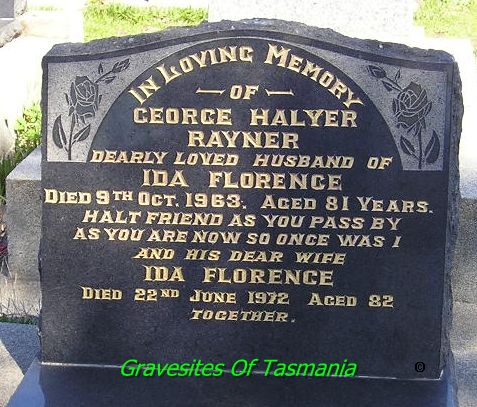 IN LOVING MEMORY
— OF —
GEORGE HALYER
RAYNER
DEARLY LOVED HUSBAND OF
IDA FLORENCE
DIED 9TH OCT. 1963. AGED 81 YEARS.
HALT FRIEND AS YOU PASS BY
AS YOU ARE NOW SO ONCE WAS I
AND HIS DEAR WIFE
IDA FLORENCE
DIED 22ND JUNE 1972 AGED 82
TOGETHER.
Gravesites Of Tasmania ©